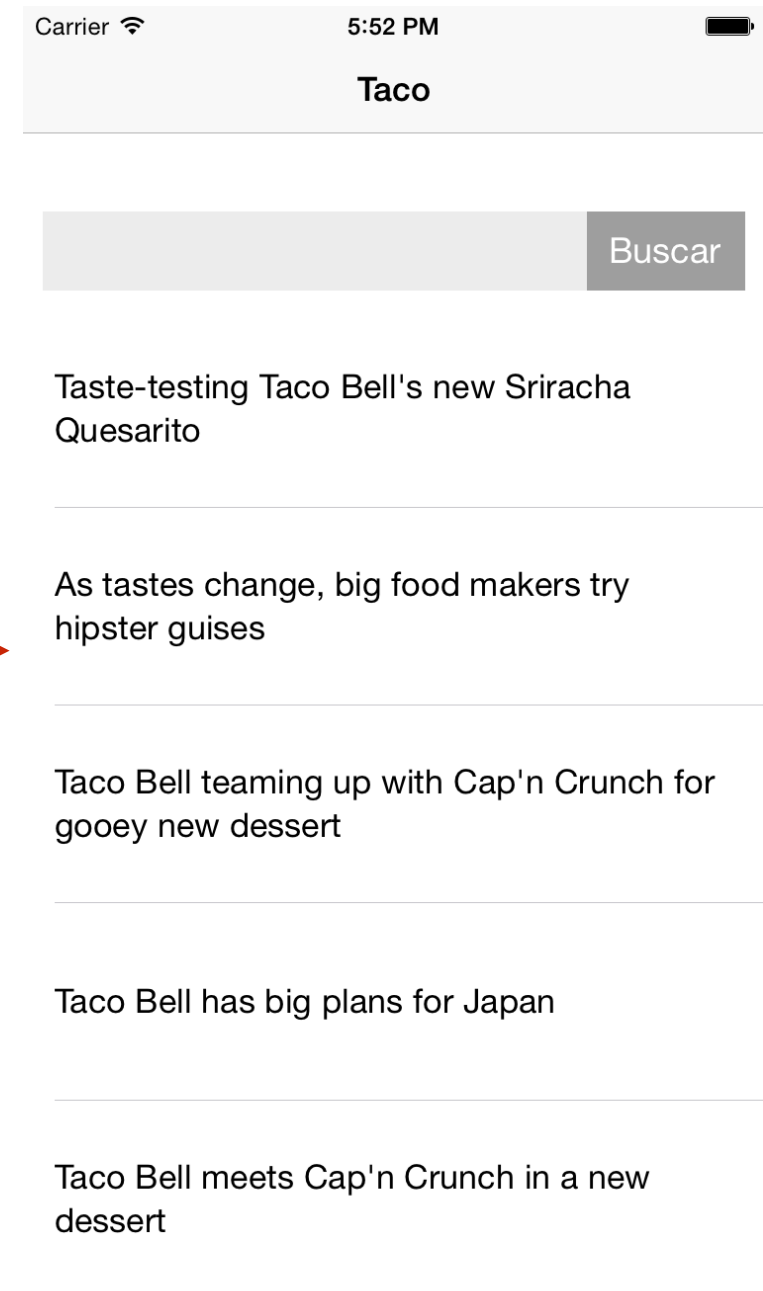 Carrier 5:52 PM
Taco
Buscar
Taste-testing Taco Bell's new Sriracha
Quesarito
As tastes change, big food makers try
hipster guises
Taco Bell teaming up with Cap'n Crunch for
gooey new dessert
Taco Bell has big plans for Japan
Taco Bell meets Cap'n Crunch in a new
dessert